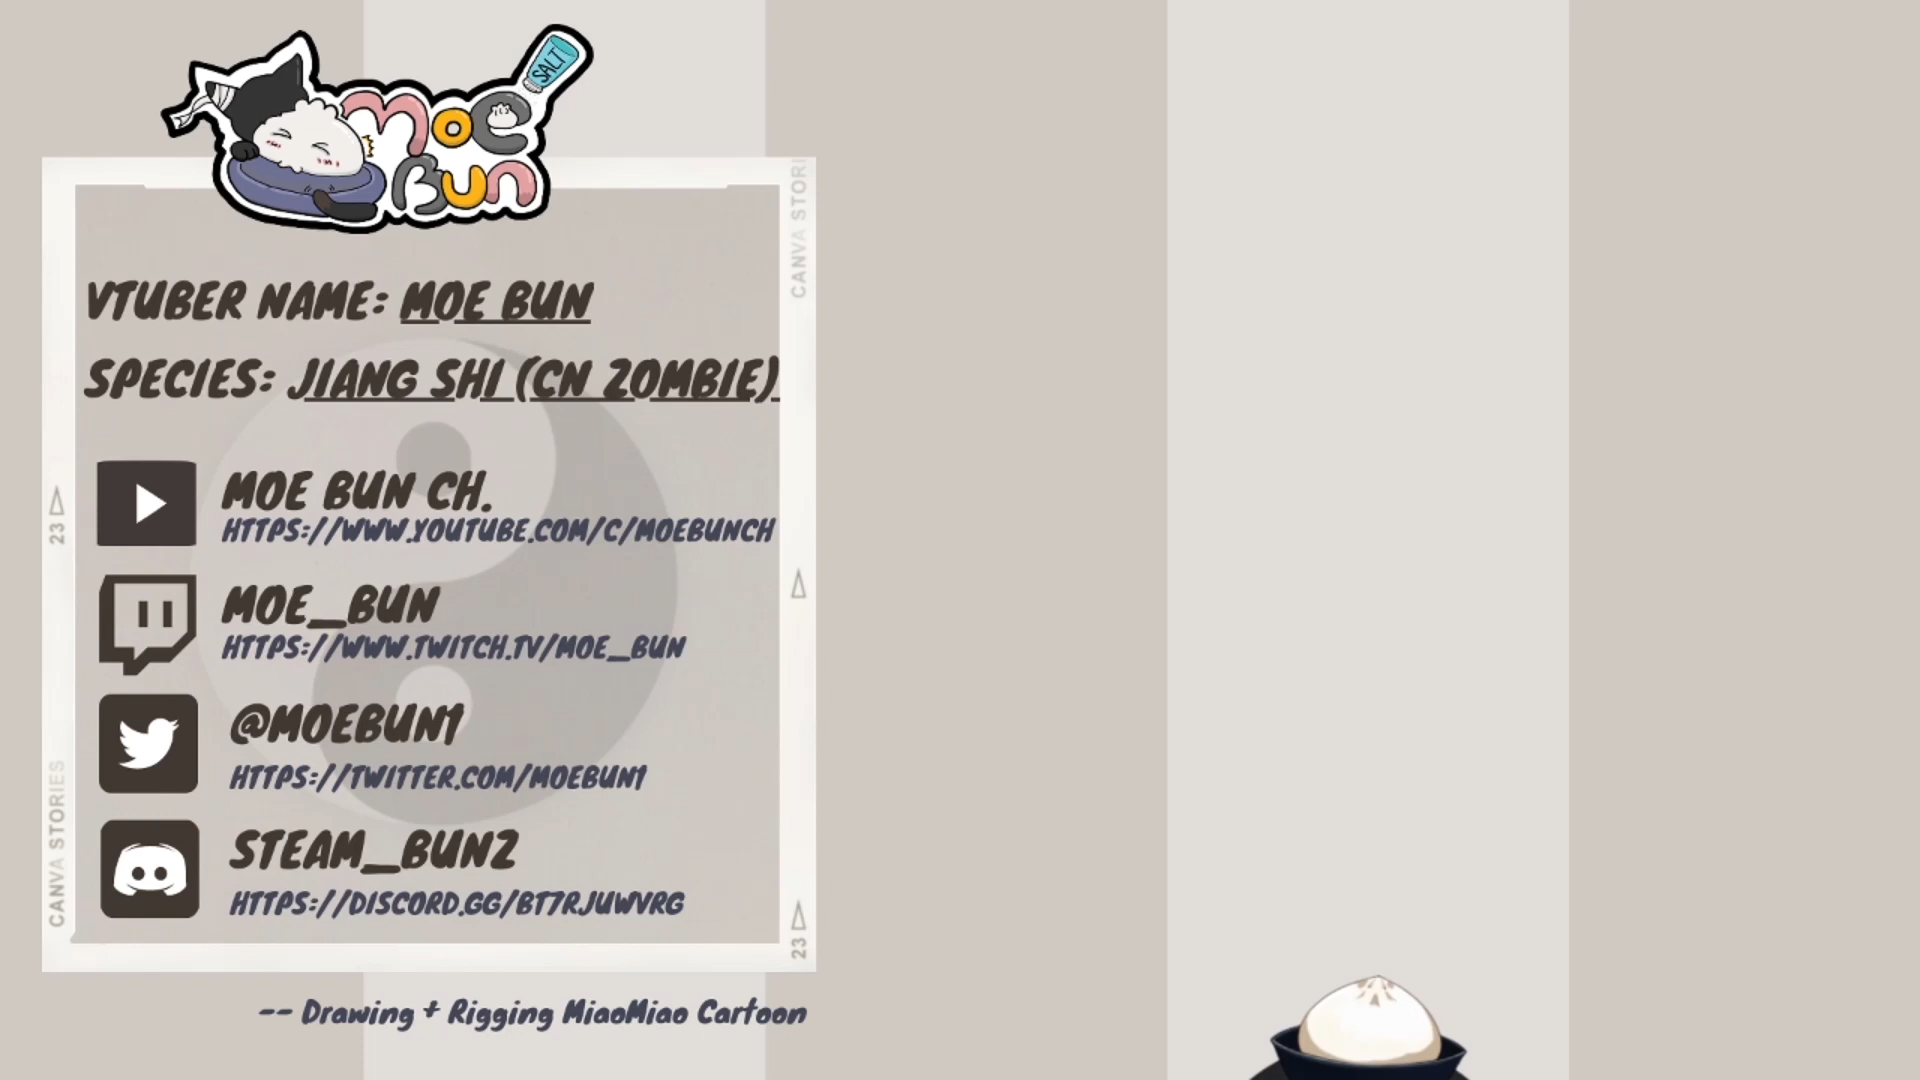 SALT
MOE
BUN
VTUBER NAME: MOE BUN
SPECIES: JIANG SHI (CN ZOMBIE)
MOE BUN CH.
HTTPS://WWW.YOUTUBE.COM/C/MOEBUNCH
MOE_BUN
HTTPS://WWW.TWITCH.TV/MOE_BUN
@MOEBUN1
HTTPS://TWITTER.COM/MOEBUN1
STEAM_BUNZ
HTTPS://DISCORD.GG/BT7RJUWVRG
-- Drawing + Rigging MiaoMiao Cartoon
23
CANVA STORIES
CANVA STORI
23